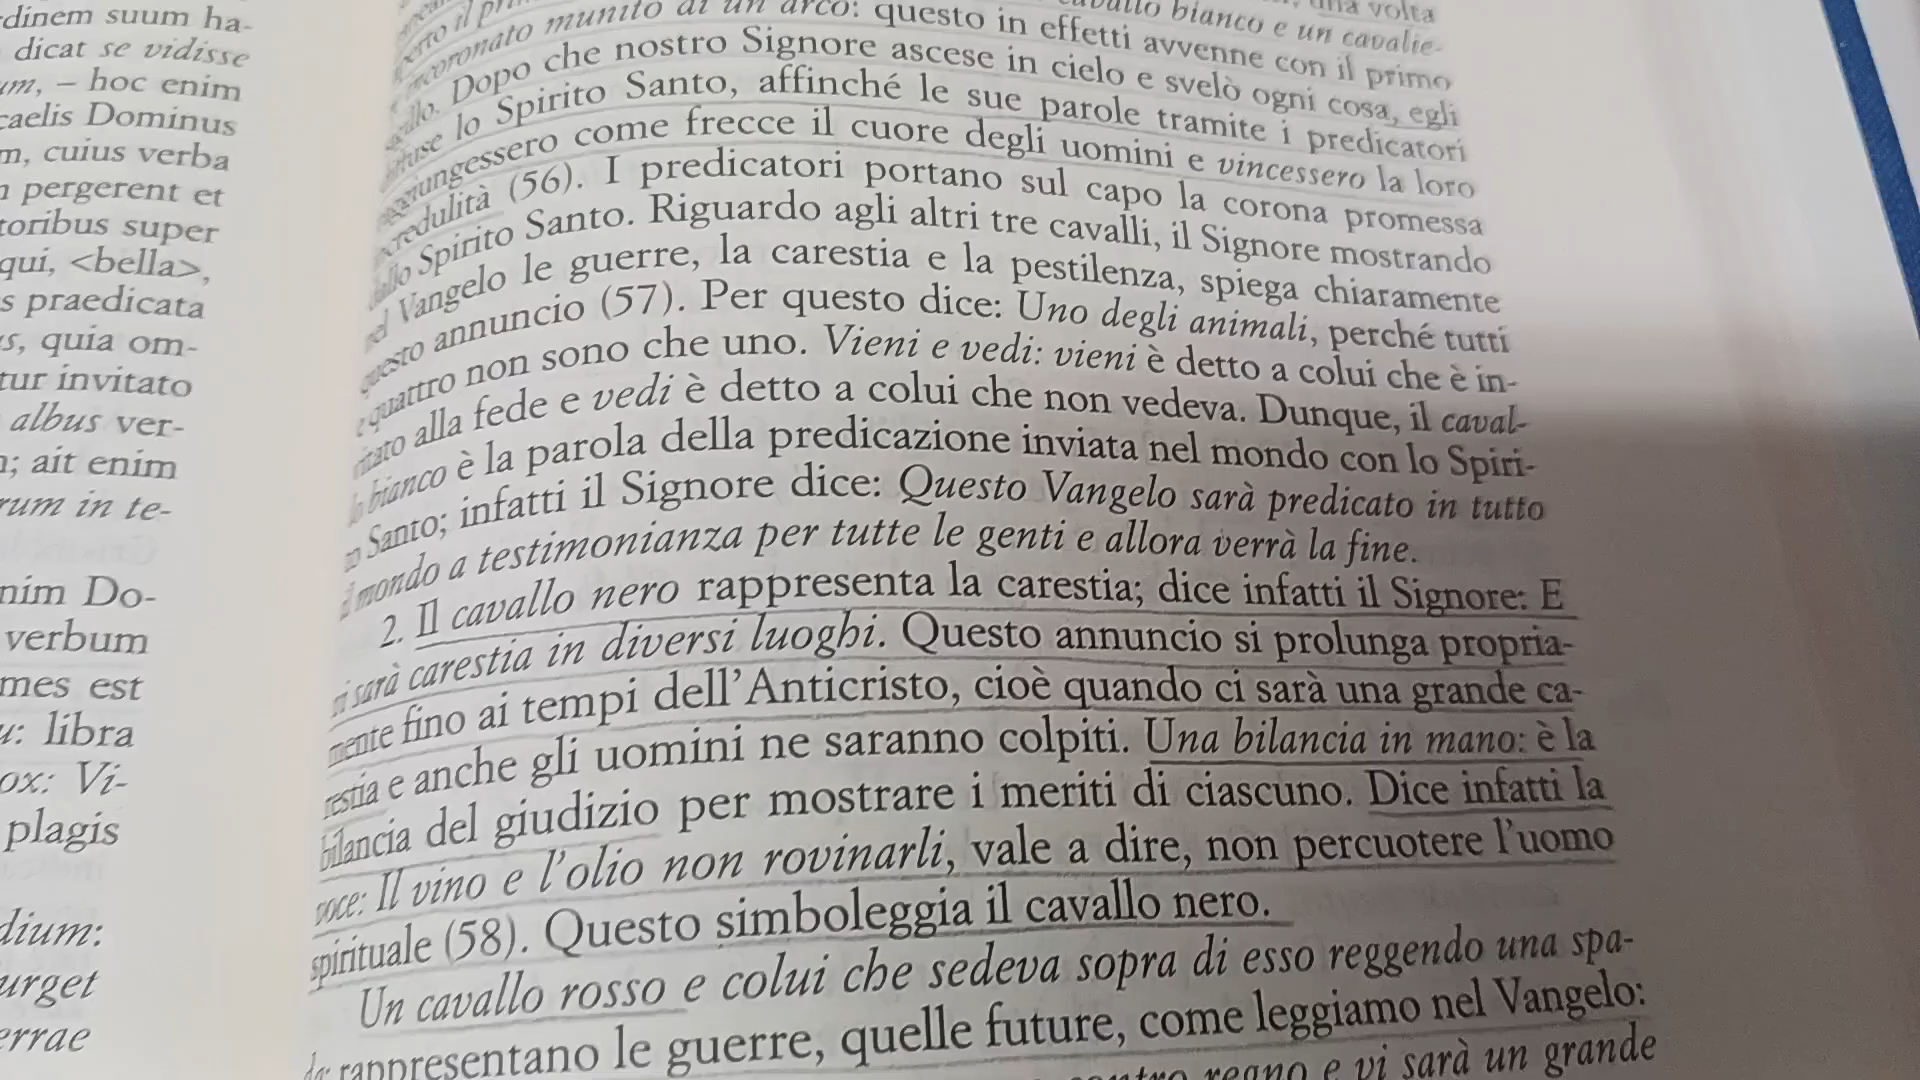 dinem suum ha-
dicat se vidisse
um, – hoc enim
caelis Dominus
m, cuius verba
pergerent et
toribus super
qui, <bella>,
s praedicata
s, quia om-
tur invitato
albus ver-
; ait enim
rum in te-
nim Do-
verbum
mes est
u: libra
ox: Vi-
plagis
dium:
urget
errae
una volta
cavallo bianco e un cavalie-
incoronato munito di un arco: questo in effetti avvenne con il primo
Dopo che nostro Signore ascese in cielo e svelò ogni cosa, egli
lo Spirito Santo, affinché le sue parole tramite i predicatori
come frecce il cuore degli uomini e vincessero la loro
credulità (56). I predicatori portano sul capo la corona promessa
dallo Spirito Santo. Riguardo agli altri tre cavalli, il Signore mostrando
nel Vangelo le guerre, la carestia e la pestilenza, spiega chiaramente
questo annuncio (57). Per questo dice: Uno degli animali, perché tutti
e quattro non sono che uno. Vieni e vedi: vieni è detto a colui che è in-
vitato alla fede e vedi è detto a colui che non vedeva. Dunque, il caval-
lo bianco è la parola della predicazione inviata nel mondo con lo Spiri-
to Santo; infatti il Signore dice: Questo Vangelo sarà predicato in tutto
il mondo a testimonianza per tutte le genti e allora verrà la fine.
2. Il cavallo nero rappresenta la carestia; dice infatti il Signore: E
vi sarà carestia in diversi luoghi. Questo annuncio si prolunga propria-
mente fino ai tempi dell'Anticristo, cioè quando ci sarà una grande ca-
restia e anche gli uomini ne saranno colpiti. Una bilancia in mano: è la
bilancia del giudizio per mostrare i meriti di ciascuno. Dice infatti la
voce: Il vino e l'olio non rovinarli, vale a dire, non percuotere l'uomo
spirituale (58). Questo simboleggia il cavallo nero.
Un cavallo rosso e colui che sedeva sopra di esso reggendo una spa-
da: rappresentano le guerre, quelle future, come leggiamo nel Vangelo:
regno e vi sarà un grande